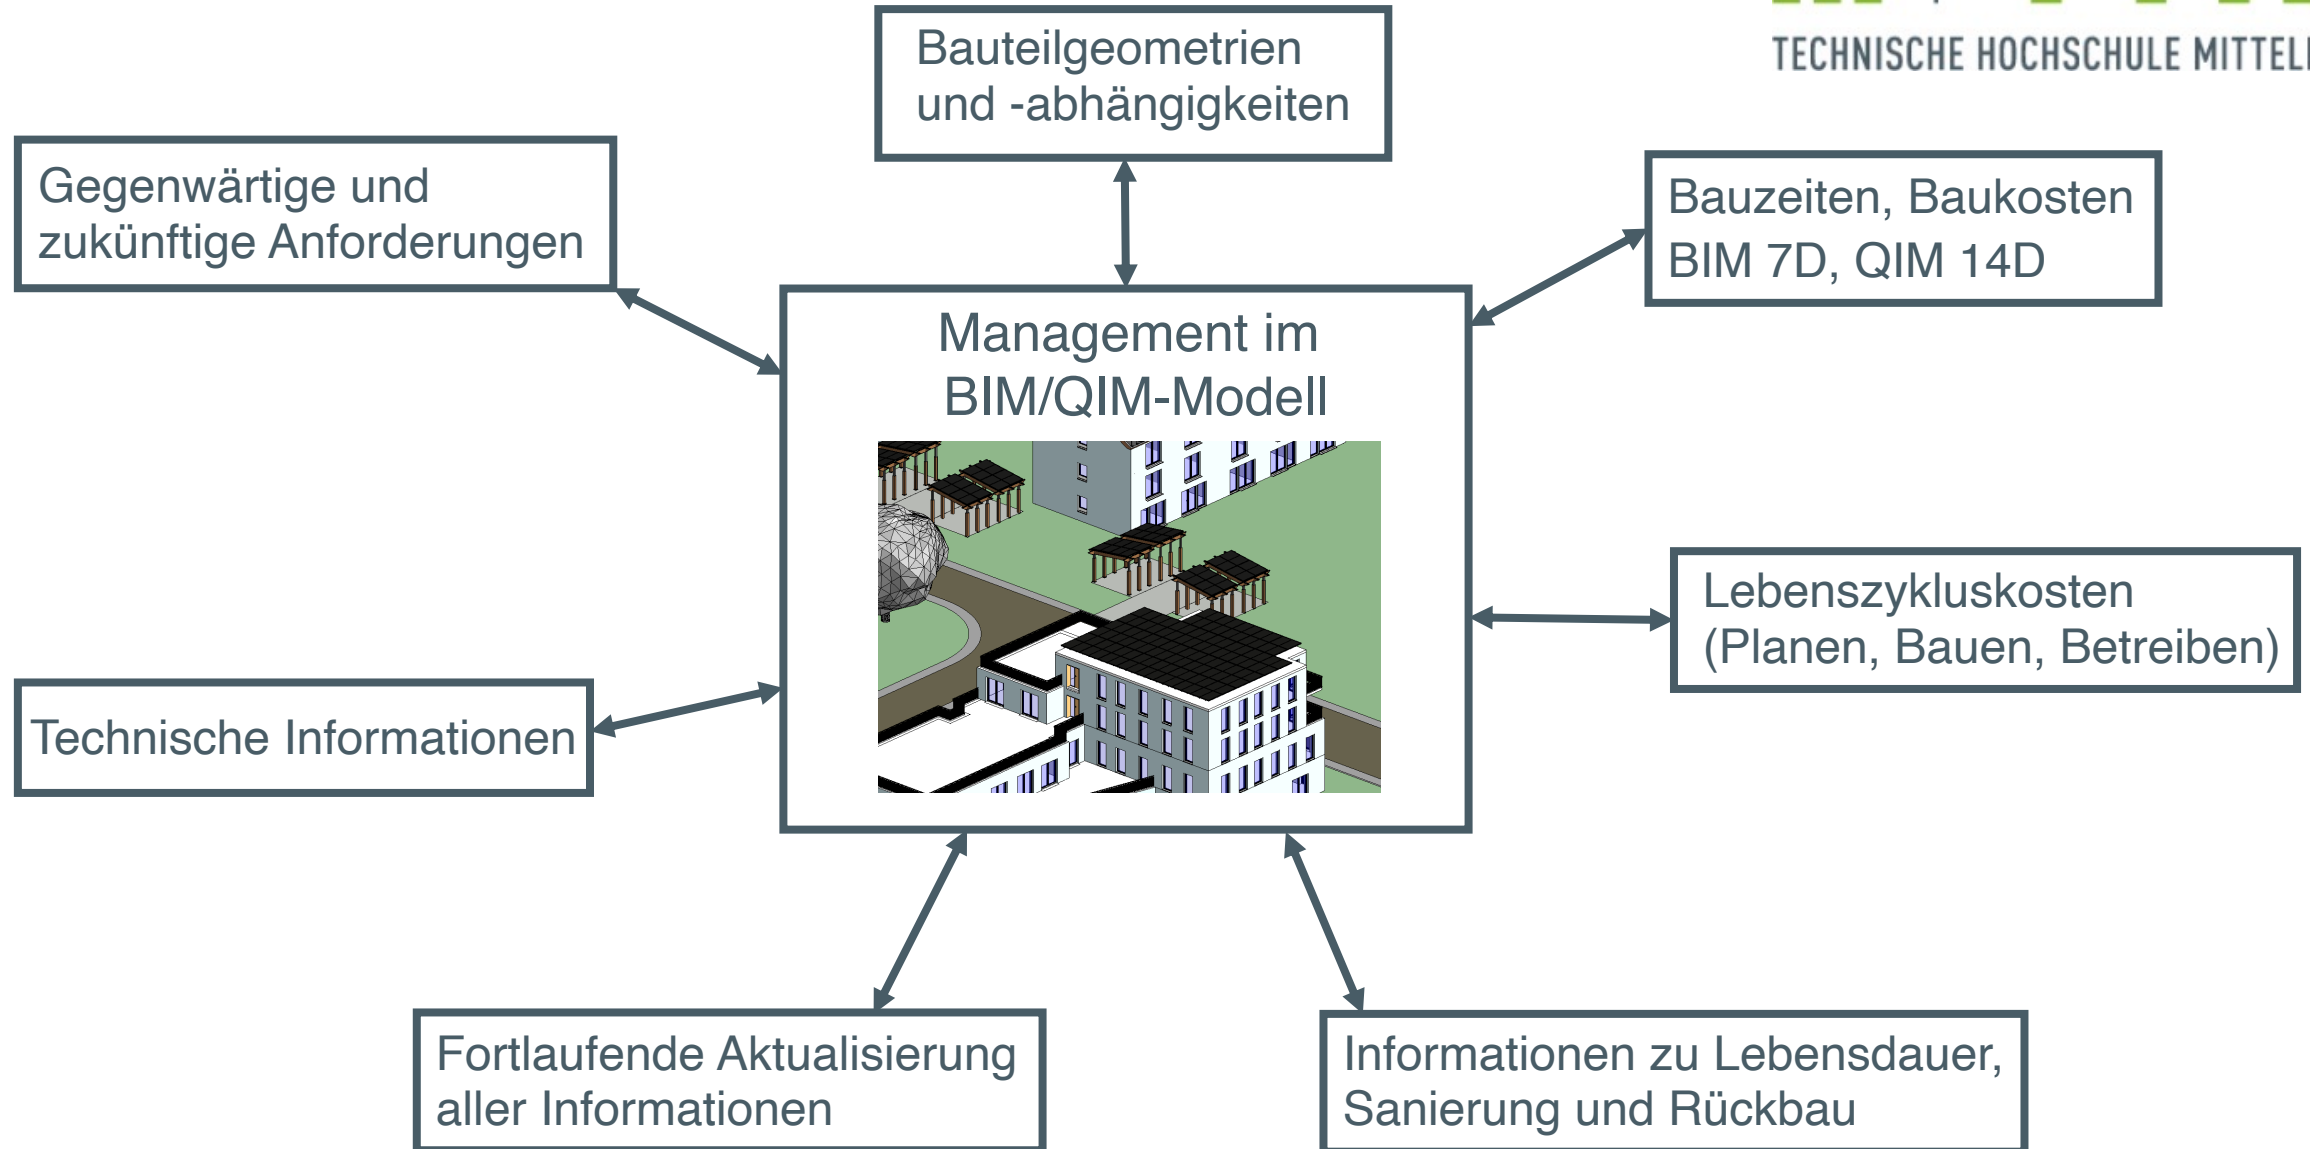 TECHNISCHE HOCHSCHULE
Bauteilgeometrien
und -abhängigkeiten
Gegenwärtige und
zukünftige Anforderungen
Bauzeiten, Baukosten
BIM 7D, QIM 14D
Management im
BIM/QIM-Modell
Lebenszykluskosten
(Planen, Bauen, Betreiben)
Technische Informationen
Fortlaufende Aktualisierung
aller Informationen
Informationen zu Lebensdauer,
Sanierung und Rückbau